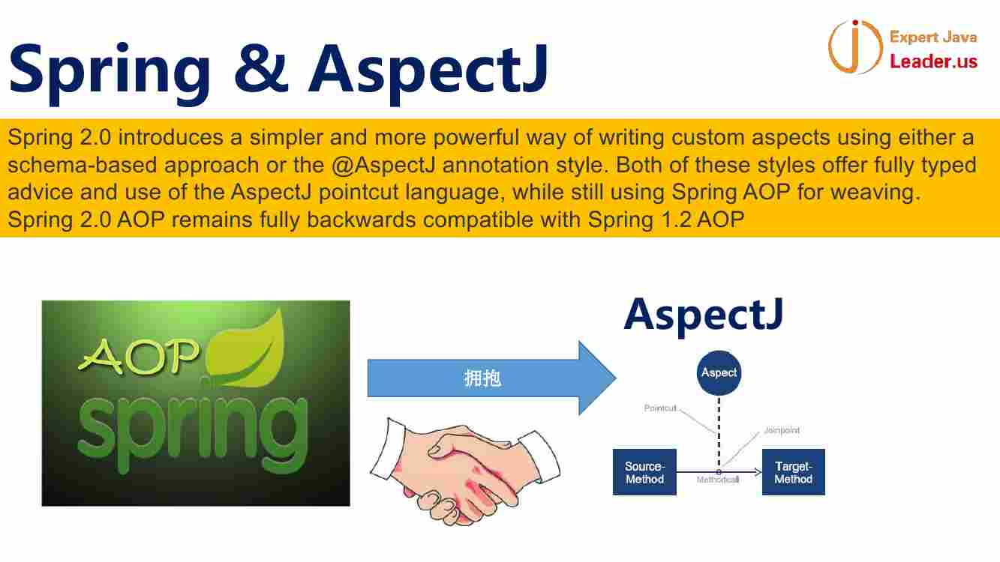 Spring & AspectJ
Expert Java
Leader.us
Spring 2.0 introduces a simpler and more powerful way of writing custom aspects using either a
schema-based approach or the @AspectJ annotation style. Both of these styles offer fully typed
advice and use of the AspectJ pointcut language, while still using Spring AOP for weaving.
Spring 2.0 AOP remains fully backwards compatible with Spring 1.2 AOP
AOP
spring
拥抱
AspectJ
Aspect
Pointcut
Joinpoint
Source-
Method
Methodcall
Target-
Method